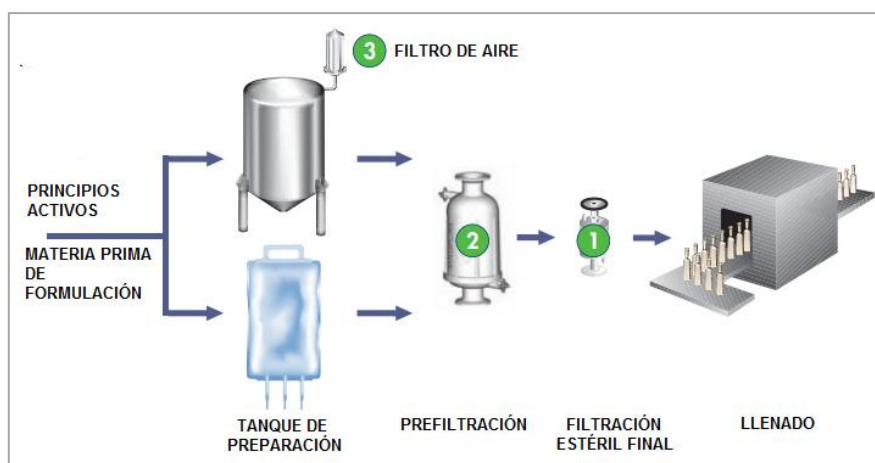 3 FILTRO DE AIRE
PRINCIPIOS
ACTIVOS
MATERIA PRIMA
DE
FORMULACIÓN
2
1
TANQUE DE
PREPARACIÓN
PREFILTRACIÓN
FILTRACIÓN
ESTÉRIL FINAL
LLENADO